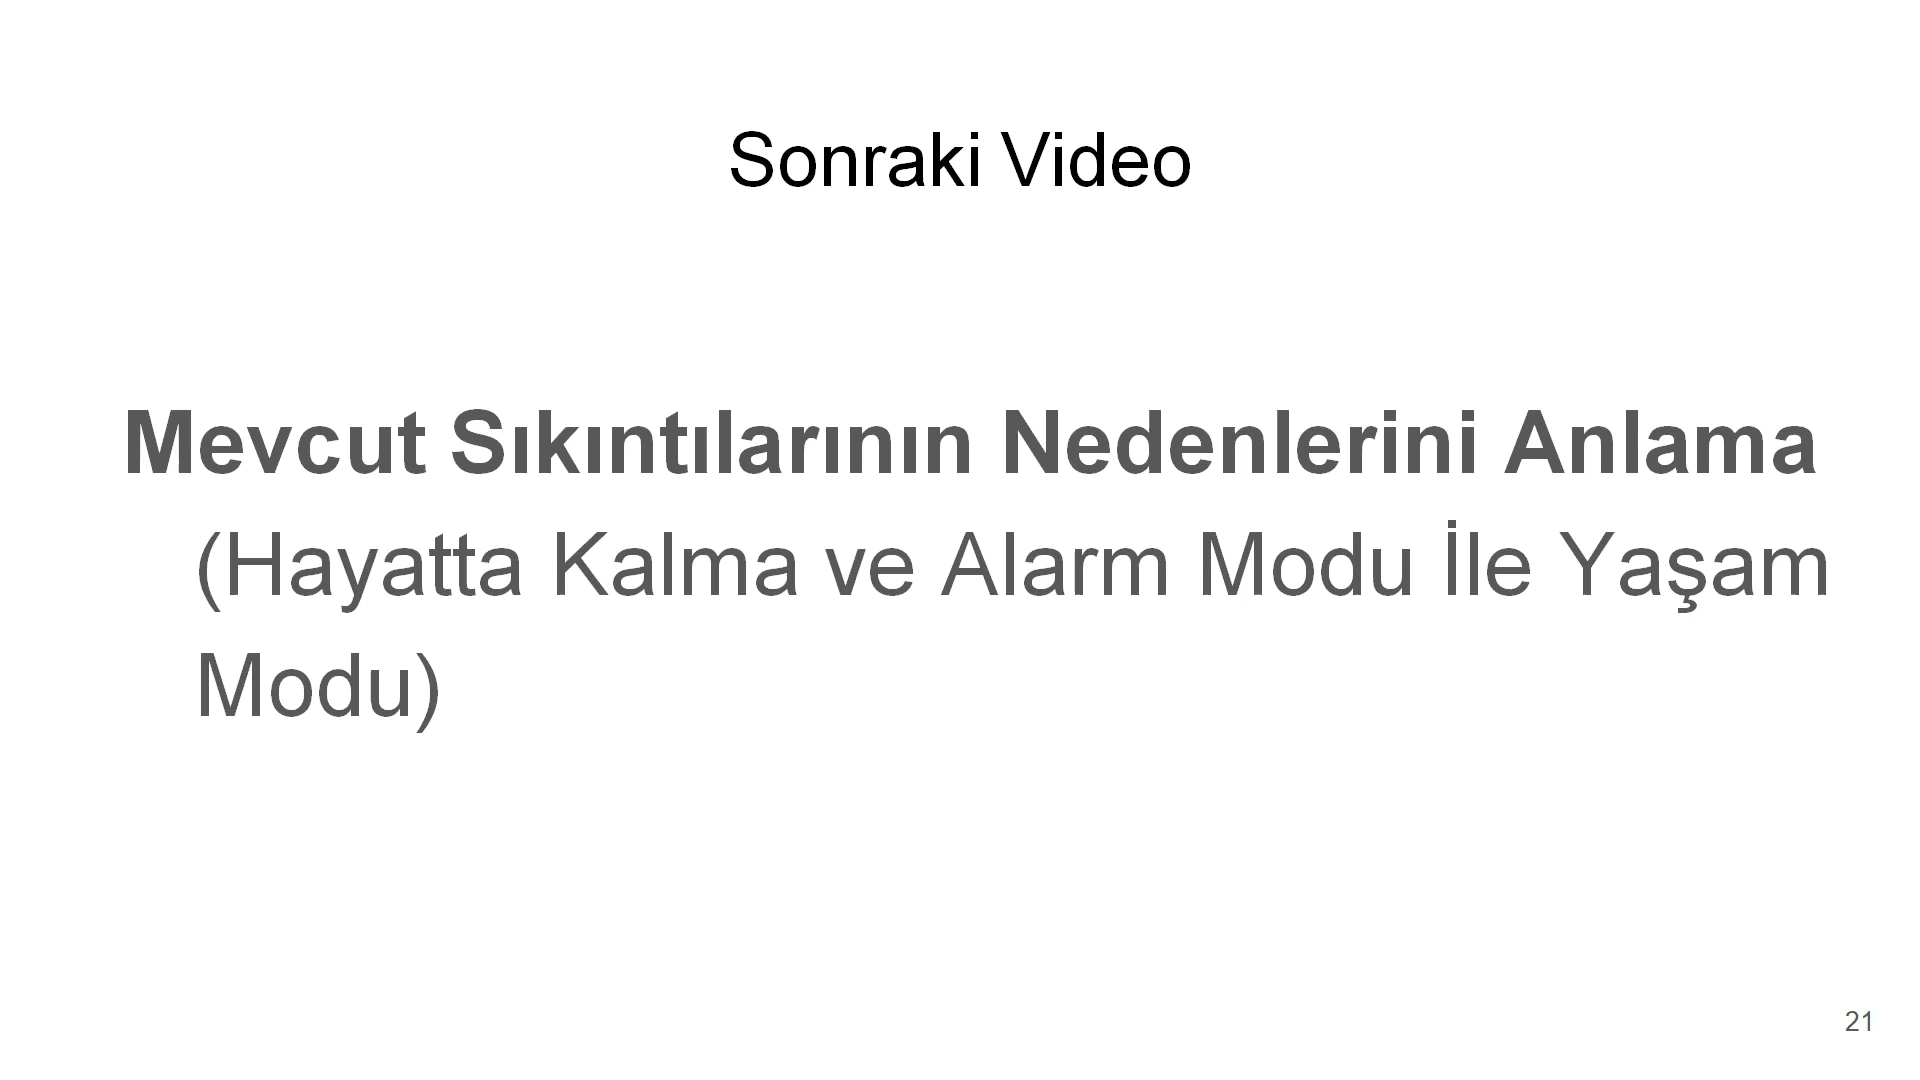 Sonraki Video
Mevcut Sıkıntılarının Nedenlerini Anlama
(Hayatta Kalma ve Alarm Modu İle Yaşam
Modu)
21